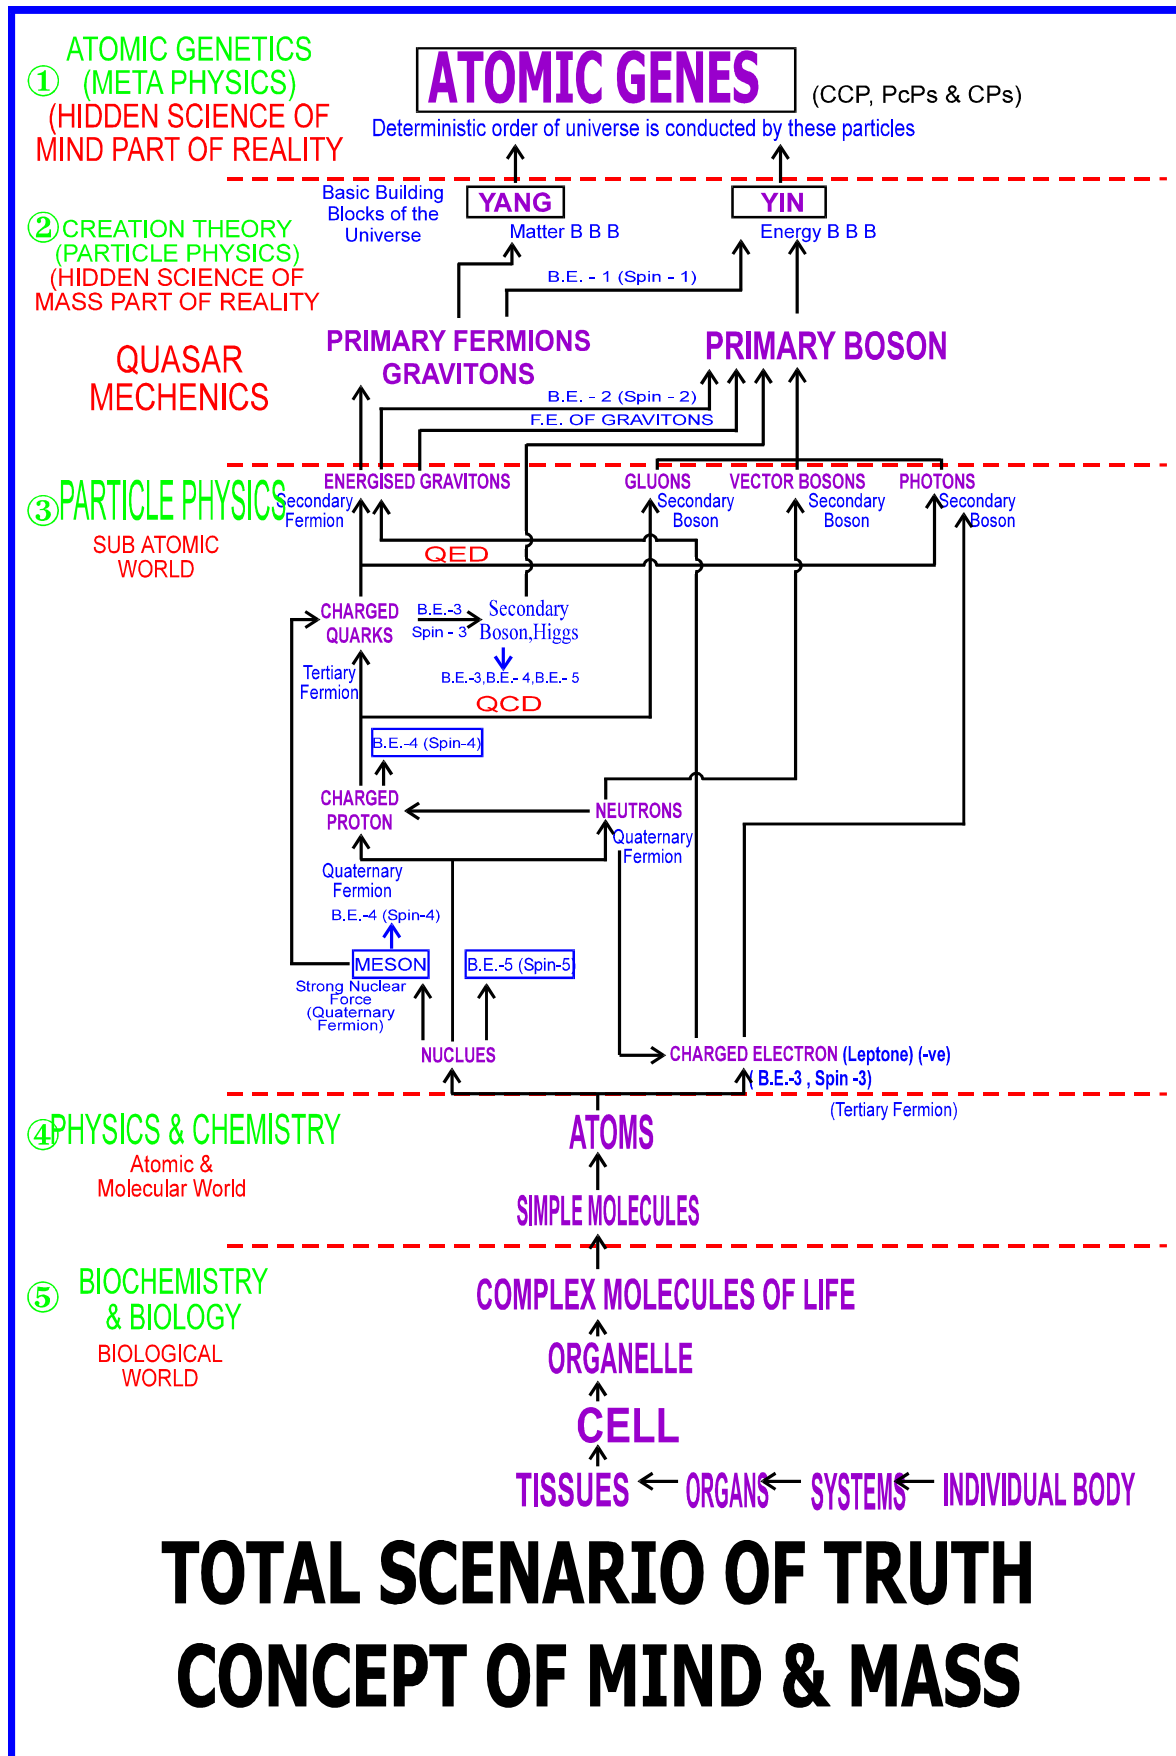 ① ATOMIC GENETICS
(META PHYSICS)
(HIDDEN SCIENCE OF
MIND PART OF REALITY
ATOMIC GENES
(CCP, PcPs & CPs)
Deterministic order of universe is conducted by these particles
Basic Building
Blocks of the
Universe
YANG
Matter B B B
YIN
Energy B B B
② CREATION THEORY
(PARTICLE PHYSICS)
(HIDDEN SCIENCE OF
MASS PART OF REALITY
B.E. - 1 (Spin - 1)
QUASAR
MECHENICS
PRIMARY FERMIONS
GRAVITONS
PRIMARY BOSON
B.E. - 2 (Spin - 2)
F.E. OF GRAVITONS
③ PARTICLE PHYSICS
SUB ATOMIC
WORLD
ENERGISED GRAVITONS
Secondary
Fermion
GLUONS
Secondary
Boson
VECTOR BOSONS
Secondary
Boson
PHOTONS
Secondary
Boson
QED
CHARGED
QUARKS
B.E.-3
Spin - 3
Secondary
Boson,Higgs
Tertiary
Fermion
B.E.-3,B.E.- 4,B.E.- 5
QCD
B.E.-4 (Spin-4)
CHARGED
PROTON
NEUTRONS
Quaternary
Fermion
Quaternary
Fermion
B.E.-4 (Spin-4)
MESON
B.E.-5 (Spin-5)
Strong Nuclear
Force
(Quaternary
Fermion)
NUCLUES
CHARGED ELECTRON (Leptone) (-ve)
( B.E.-3 , Spin -3)
(Tertiary Fermion)
④ PHYSICS & CHEMISTRY
Atomic &
Molecular World
ATOMS
SIMPLE MOLECULES
⑤ BIOCHEMISTRY
& BIOLOGY
BIOLOGICAL
WORLD
COMPLEX MOLECULES OF LIFE
ORGANELLE
CELL
TISSUES ORGANS SYSTEMS INDIVIDUAL BODY
TOTAL SCENARIO OF TRUTH
CONCEPT OF MIND & MASS